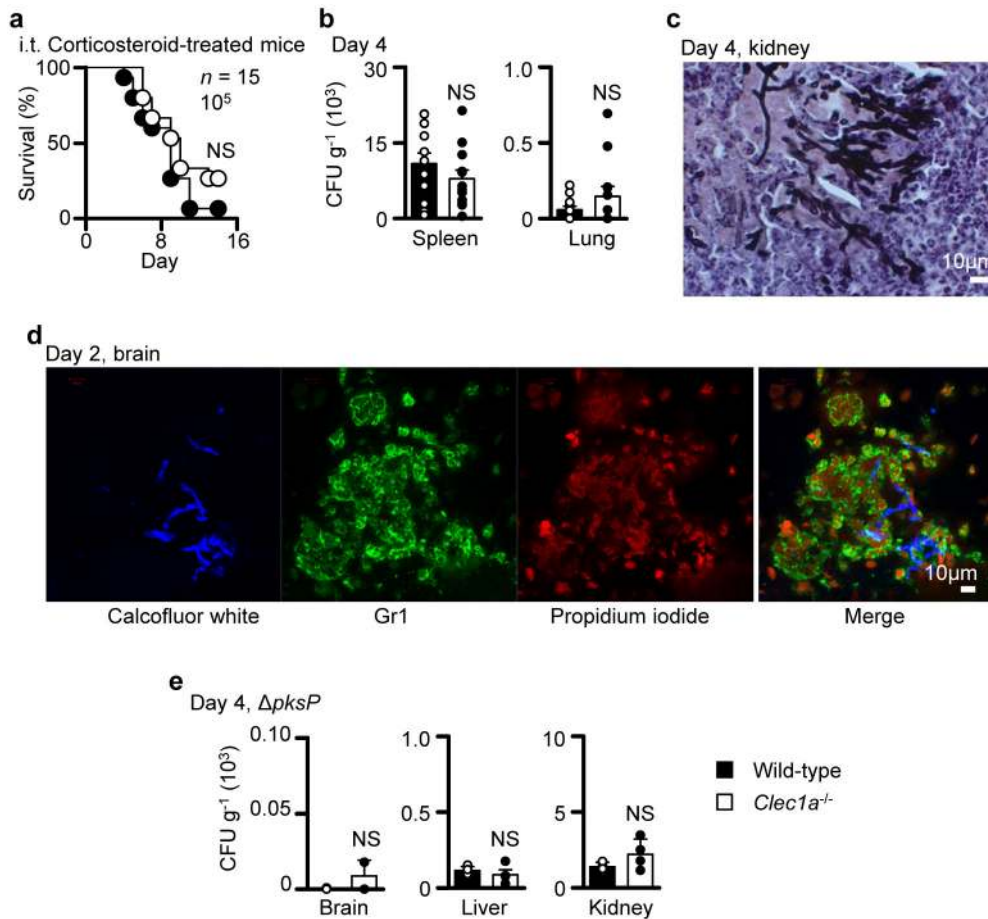 a
i.t. Corticosteroid-treated mice
Survival (%)
100
50
0
n = 15
10⁵
NS
0 8 16
Day
b
Day 4
CFU g⁻¹ (10³)
30
15
0
NS
Spleen
1.0
0.5
0
NS
Lung
c
Day 4, kidney
10µm
d
Day 2, brain
10µm
Calcofluor white Gr1 Propidium iodide Merge
e
Day 4, ΔpksP
CFU g⁻¹ (10³)
0.10
0.05
0
NS
Brain
1.0
0.5
0
NS
Liver
10
5
0
NS
Kidney
Wild-type
Clec1a⁻/⁻